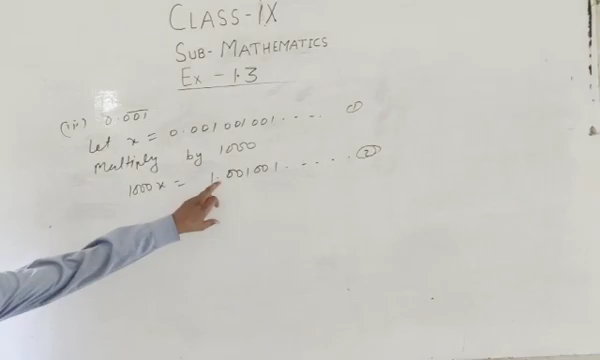 CLASS-IX
SUB- MATHEMATICS
Ex - 1.3
(iii) 0.001̅
Let x = 0.001001001..... ①
Multiply by 1000
1000x = 1.001001...... ②